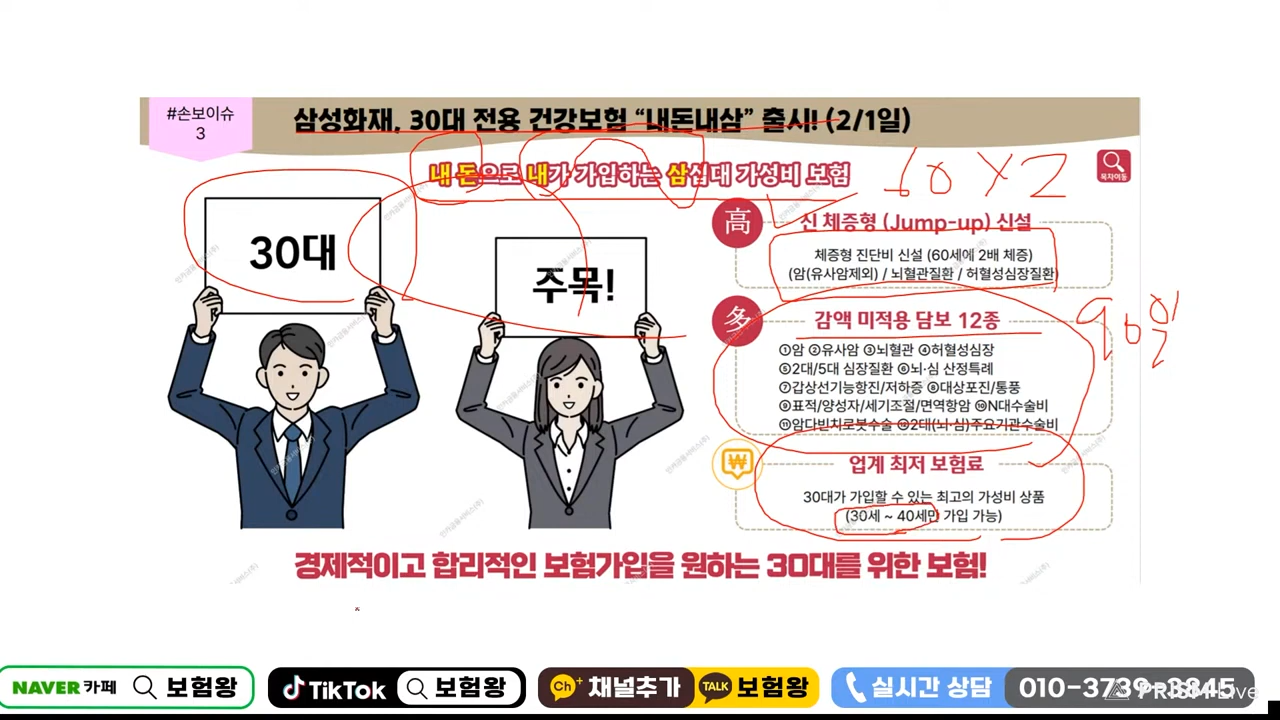 #손보이슈
3
삼성화재, 30대 전용 건강보험 “내돈내삼” 출시! (2/1일)
내 돈으로 내가 가입하는 삼십대 가성비 보험
60 X 2
목차이동
30대
주목!
高
신 체증형 (Jump-up) 신설
체증형 진단비 신설 (60세에 2배 체증)
(암(유사암제외) / 뇌혈관질환 / 허혈성심장질환)
90일
多
감액 미적용 담보 12종
①암 ②유사암 ③뇌혈관 ④허혈성심장
⑤2대/5대 심장질환 ⑥뇌·심 산정특례
⑦갑상선기능항진/저하증 ⑧대상포진/통풍
⑨표적/양성자/세기조절/면역항암 ⑩N대수술비
⑪암다빈치로봇수술 ⑫2대(뇌·심)주요기관수술비
₩
업계 최저 보험료
30대가 가입할 수 있는 최고의 가성비 상품
(30세 ~ 40세만 가입 가능)
경제적이고 합리적인 보험가입을 원하는 30대를 위한 보험!
NAVER 카페 보험왕
TikTok 보험왕
Ch+ 채널추가 TALK 보험왕
실시간 상담 010-3739-3845
PRISM Live